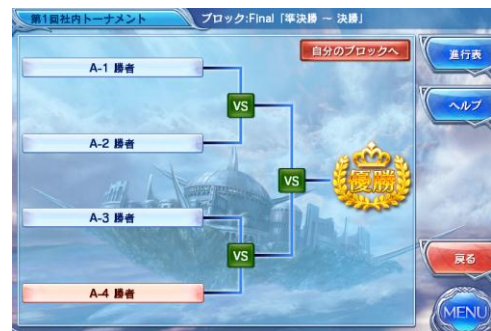 第1回社内トーナメント
ブロック:Final「準決勝 ～ 決勝」
自分のブロックへ
進行表
A-1 勝者
ヘルプ
VS
A-2 勝者
VS
優勝
A-3 勝者
VS
戻る
A-4 勝者
MENU